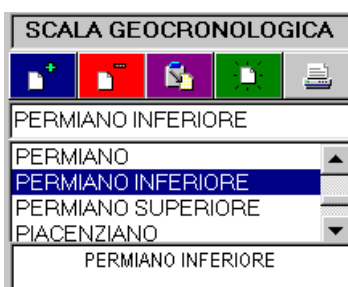 SCALA GEOCRONOLOGICA
PERMIANO INFERIORE
PERMIANO
PERMIANO INFERIORE
PERMIANO SUPERIORE
PIACENZIANO
PERMIANO INFERIORE